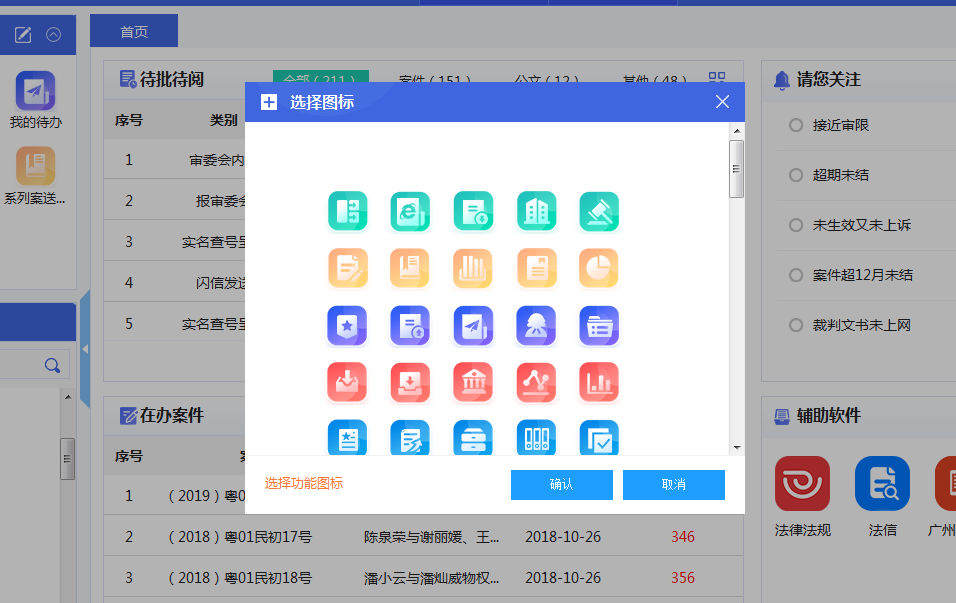 首页
我的待办
系列案送...
待批待阅
全部（211）
案件（151）
公文（12）
其他（48）
序号
类别
1
审委会内
2
报审委会
3
实名查号呈
4
闪信发送
5
实名查号呈
选择图标
选择功能图标
确认
取消
请您关注
接近审限
超期未结
未生效又未上诉
案件超12月未结
裁判文书未上网
在办案件
序号
1
（2019）粤0
2
（2018）粤01民初17号
陈泉荣与谢丽媛、王...
2018-10-26
346
3
（2018）粤01民初18号
潘小云与潘灿威物权...
2018-10-26
356
辅助软件
法律法规
法信
广州